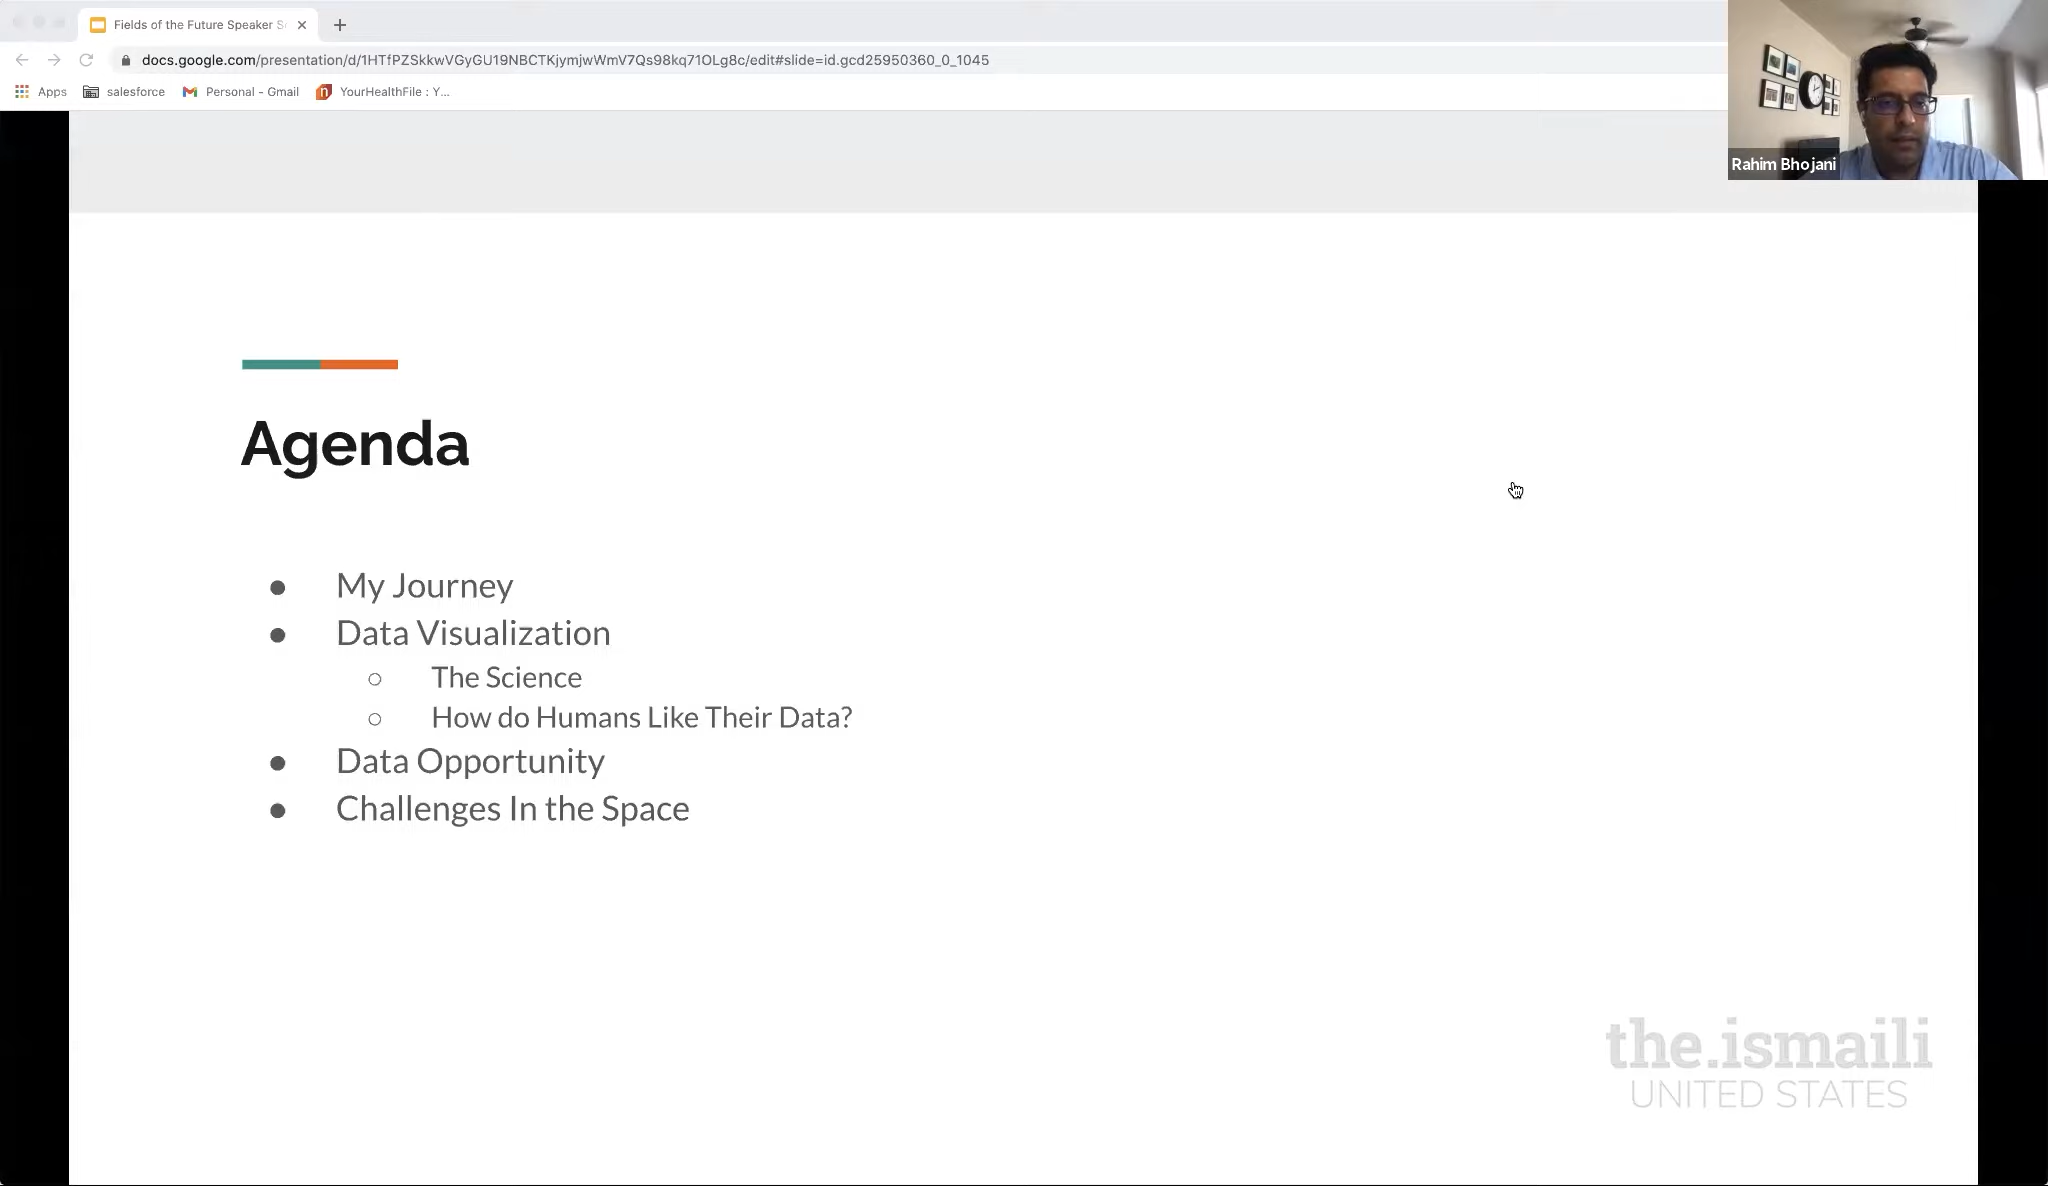 Fields of the Future Speaker S
docs.google.com/presentation/d/1HTfPZSkkwVGyGU19NBCTKjymjwWmV7Qs98kq71OLg8c/edit#slide=id.gcd25950360_0_1045
Apps salesforce Personal - Gmail YourHealthFile : Y...
Rahim Bhojani
Agenda
● My Journey
● Data Visualization
○ The Science
○ How do Humans Like Their Data?
● Data Opportunity
● Challenges In the Space
the.ismaili
UNITED STATES